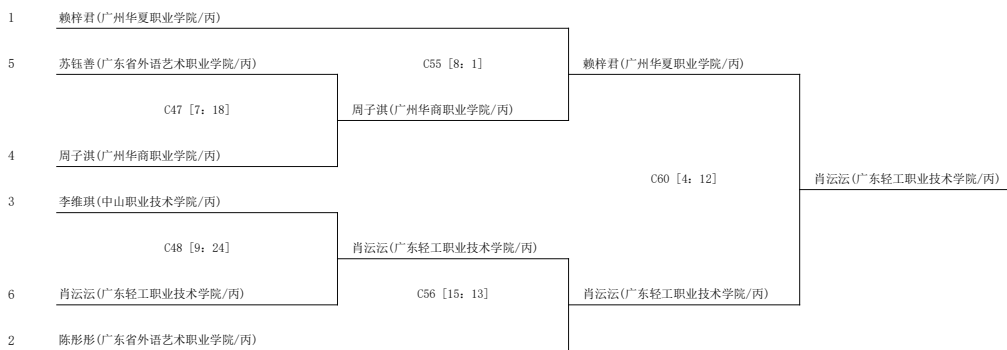 1 赖梓君(广州华夏职业学院/丙)
5 苏钰善(广东省外语艺术职业学院/丙) C55 [8: 1] 赖梓君(广州华夏职业学院/丙)
C47 [7: 18] 周子淇(广州华商职业学院/丙)
4 周子淇(广州华商职业学院/丙)
C60 [4: 12] 肖沄沄(广东轻工职业技术学院/丙)
3 李维琪(中山职业技术学院/丙)
C48 [9: 24] 肖沄沄(广东轻工职业技术学院/丙)
6 肖沄沄(广东轻工职业技术学院/丙) C56 [15: 13] 肖沄沄(广东轻工职业技术学院/丙)
2 陈彤彤(广东省外语艺术职业学院/丙)